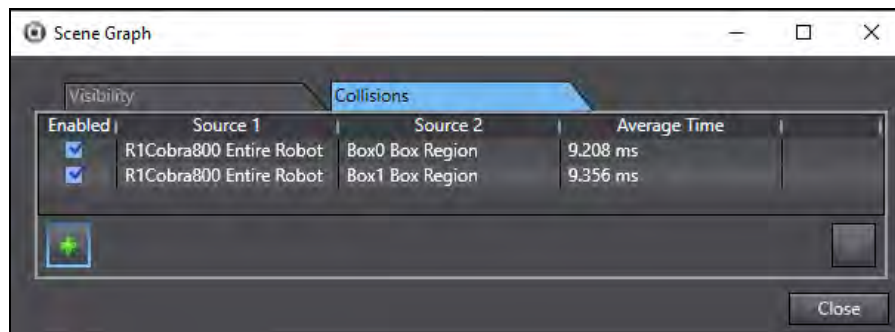 Scene Graph
Visibility Collisions
Enabled Source 1 Source 2 Average Time
R1Cobra800 Entire Robot Box0 Box Region 9.208 ms
R1Cobra800 Entire Robot Box1 Box Region 9.356 ms
Close